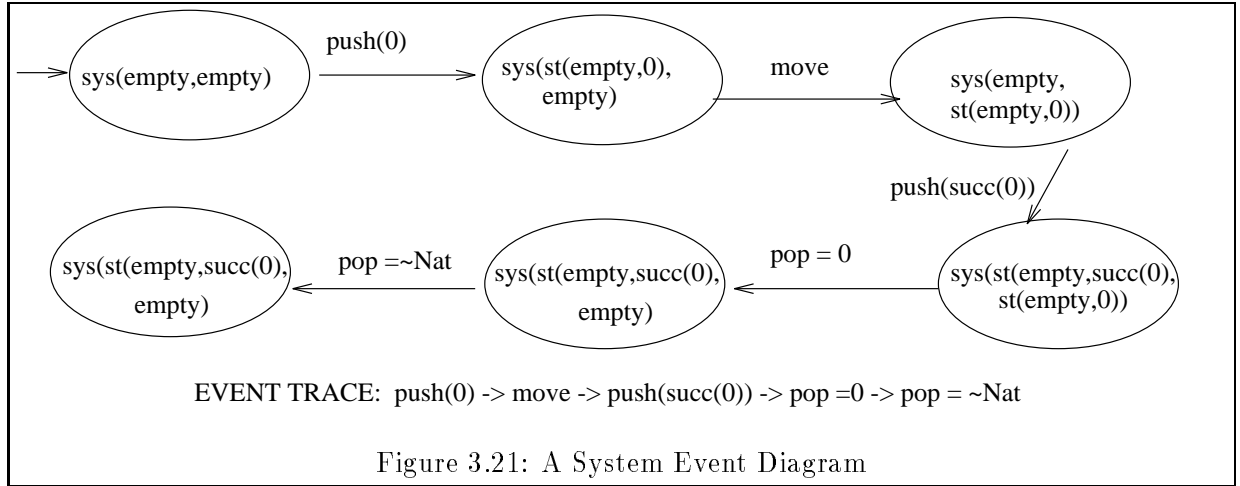 push(0)
sys(empty,empty)
sys(st(empty,0),
empty)
move
sys(empty,
st(empty,0))
push(succ(0))
sys(st(empty,succ(0),
st(empty,0))
pop = 0
sys(st(empty,succ(0),
empty)
pop =~Nat
sys(st(empty,succ(0),
empty)
EVENT TRACE: push(0) -> move -> push(succ(0)) -> pop =0 -> pop = ~Nat
Figure 3.21: A System Event Diagram